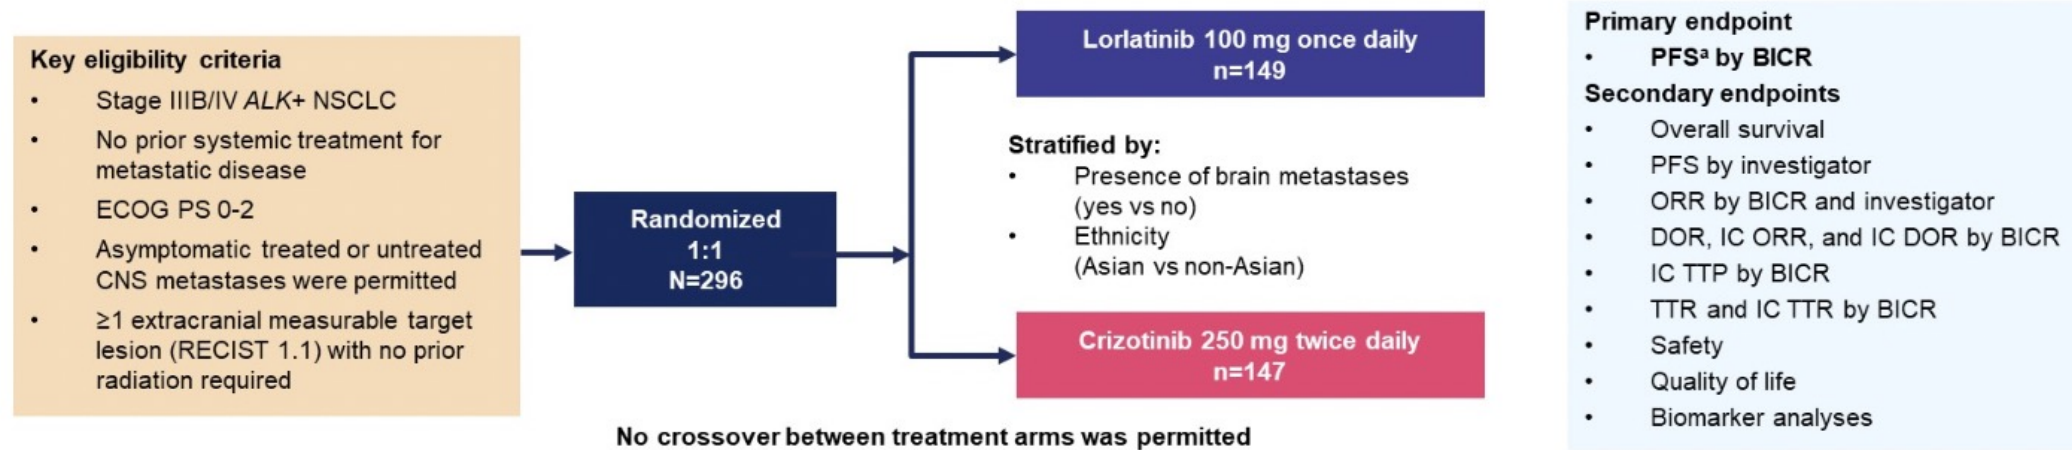 Key eligibility criteria
• Stage IIIB/IV ALK+ NSCLC
• No prior systemic treatment for
metastatic disease
• ECOG PS 0-2
• Asymptomatic treated or untreated
CNS metastases were permitted
• ≥1 extracranial measurable target
lesion (RECIST 1.1) with no prior
radiation required
Randomized
1:1
N=296
Lorlatinib 100 mg once daily
n=149
Stratified by:
• Presence of brain metastases
(yes vs no)
• Ethnicity
(Asian vs non-Asian)
Crizotinib 250 mg twice daily
n=147
No crossover between treatment arms was permitted
Primary endpoint
• PFSᵃ by BICR
Secondary endpoints
• Overall survival
• PFS by investigator
• ORR by BICR and investigator
• DOR, IC ORR, and IC DOR by BICR
• IC TTP by BICR
• TTR and IC TTR by BICR
• Safety
• Quality of life
• Biomarker analyses